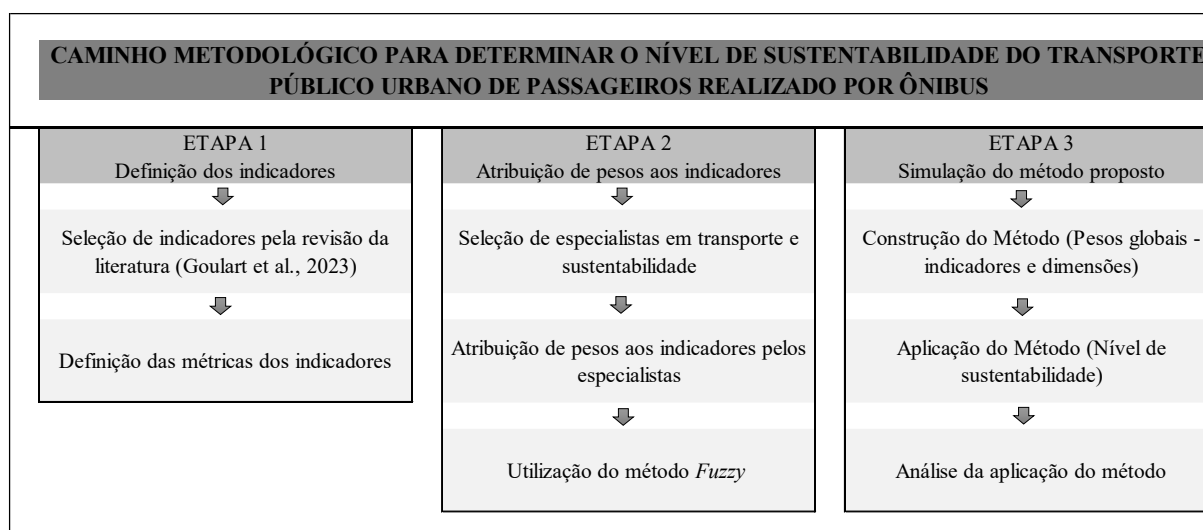 CAMINHO METODOLÓGICO PARA DETERMINAR O NÍVEL DE SUSTENTABILIDADE DO TRANSPORTE
PÚBLICO URBANO DE PASSAGEIROS REALIZADO POR ÔNIBUS
ETAPA 1
Definição dos indicadores
Seleção de indicadores pela revisão da
literatura (Goulart et al., 2023)
Definição das métricas dos indicadores
ETAPA 2
Atribuição de pesos aos indicadores
Seleção de especialistas em transporte e
sustentabilidade
Atribuição de pesos aos indicadores pelos
especialistas
Utilização do método Fuzzy
ETAPA 3
Simulação do método proposto
Construção do Método (Pesos globais -
indicadores e dimensões)
Aplicação do Método (Nível de
sustentabilidade)
Análise da aplicação do método